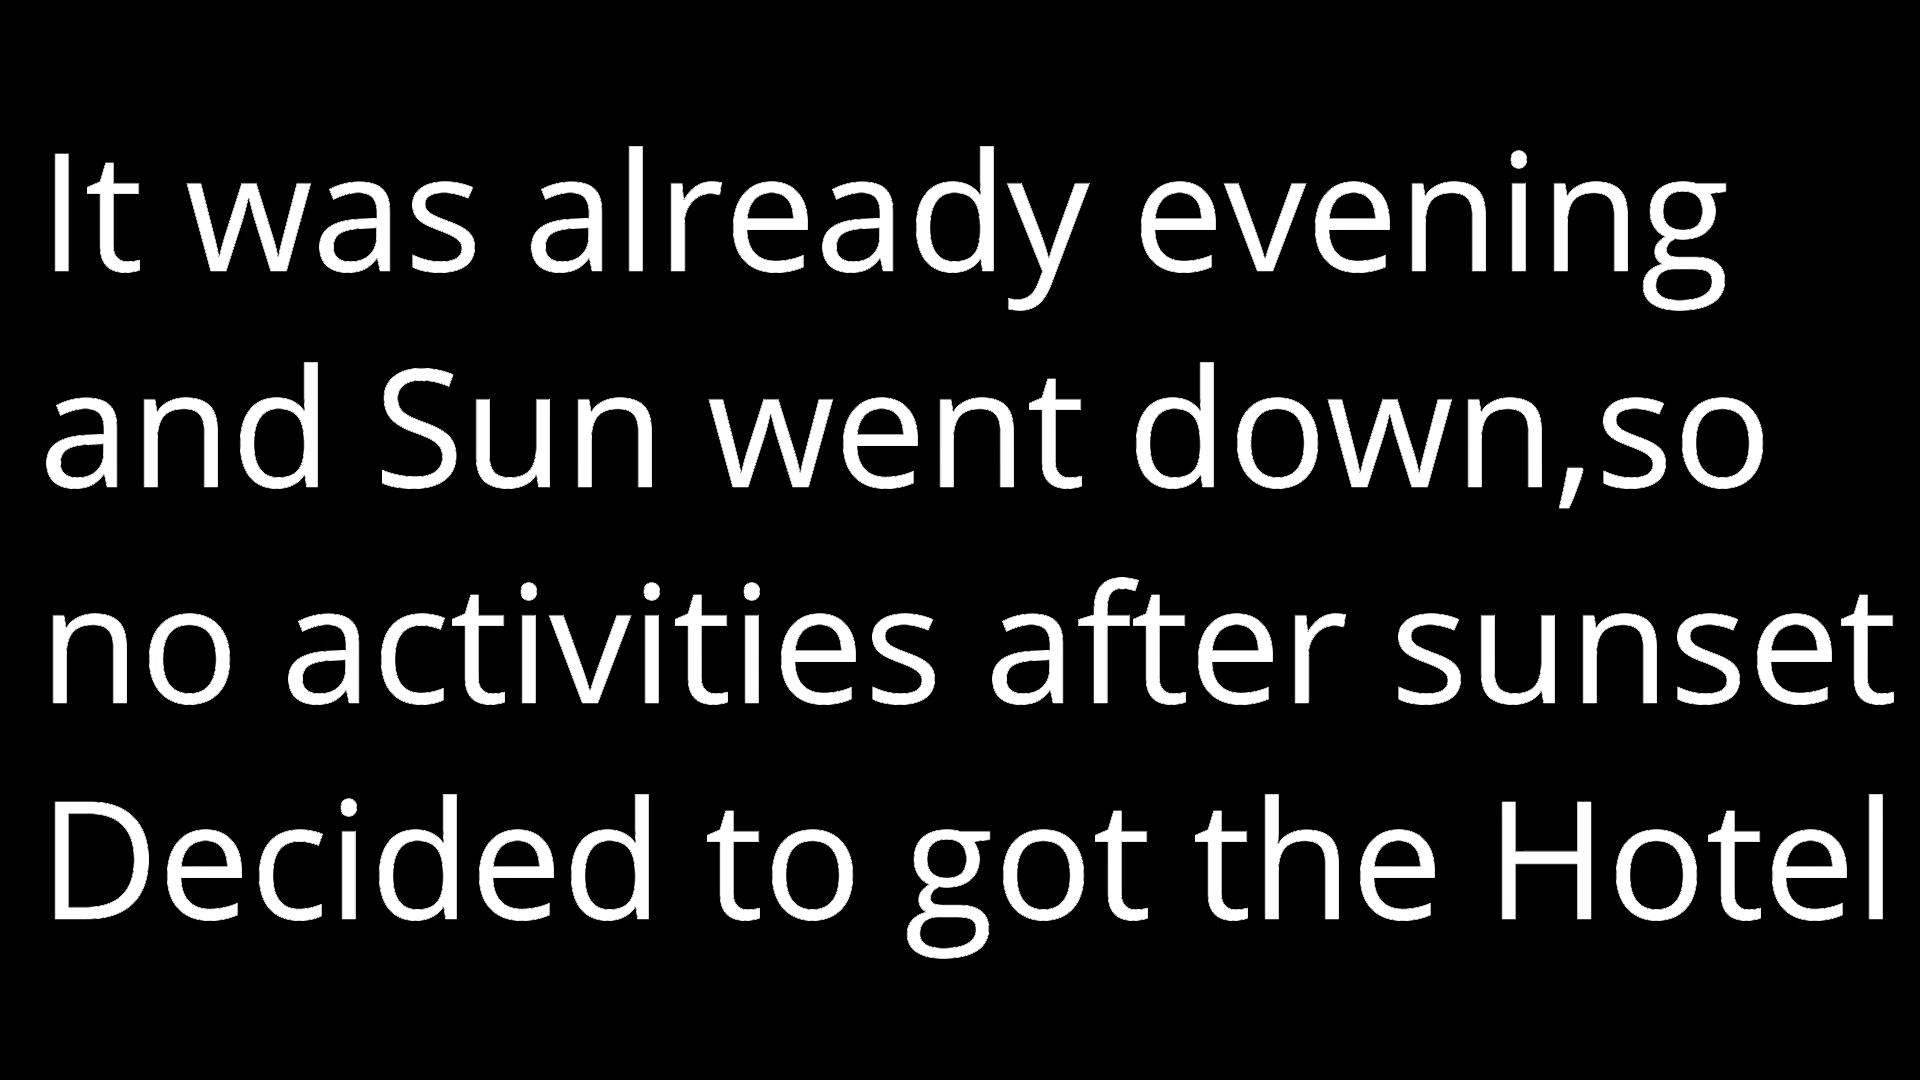 It was already evening
and Sun went down,so
no activities after sunset
Decided to got the Hotel